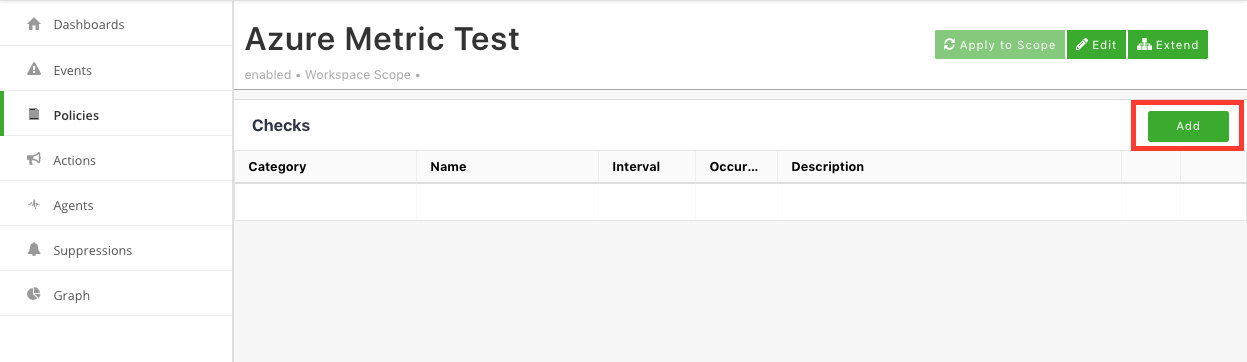 Dashboards
Events
Policies
Actions
Agents
Suppressions
Graph
Azure Metric Test
enabled • Workspace Scope •
Apply to Scope Edit Extend
Checks
Add
Category Name Interval Occur... Description